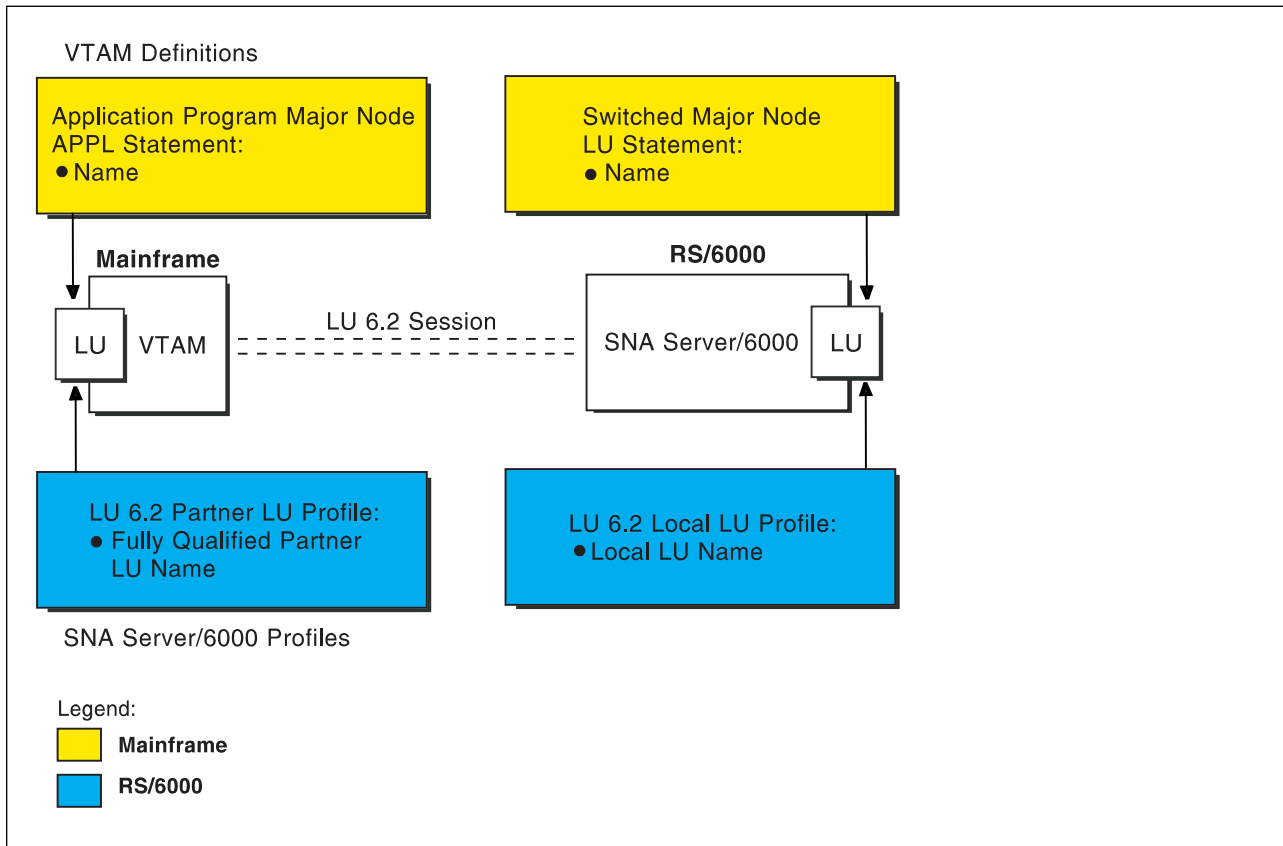 VTAM Definitions
Application Program Major Node
APPL Statement:
● Name
Switched Major Node
LU Statement:
● Name
Mainframe
RS/6000
LU
VTAM
LU 6.2 Session
SNA Server/6000
LU
LU 6.2 Partner LU Profile:
● Fully Qualified Partner
LU Name
LU 6.2 Local LU Profile:
● Local LU Name
SNA Server/6000 Profiles
Legend:
Mainframe
RS/6000